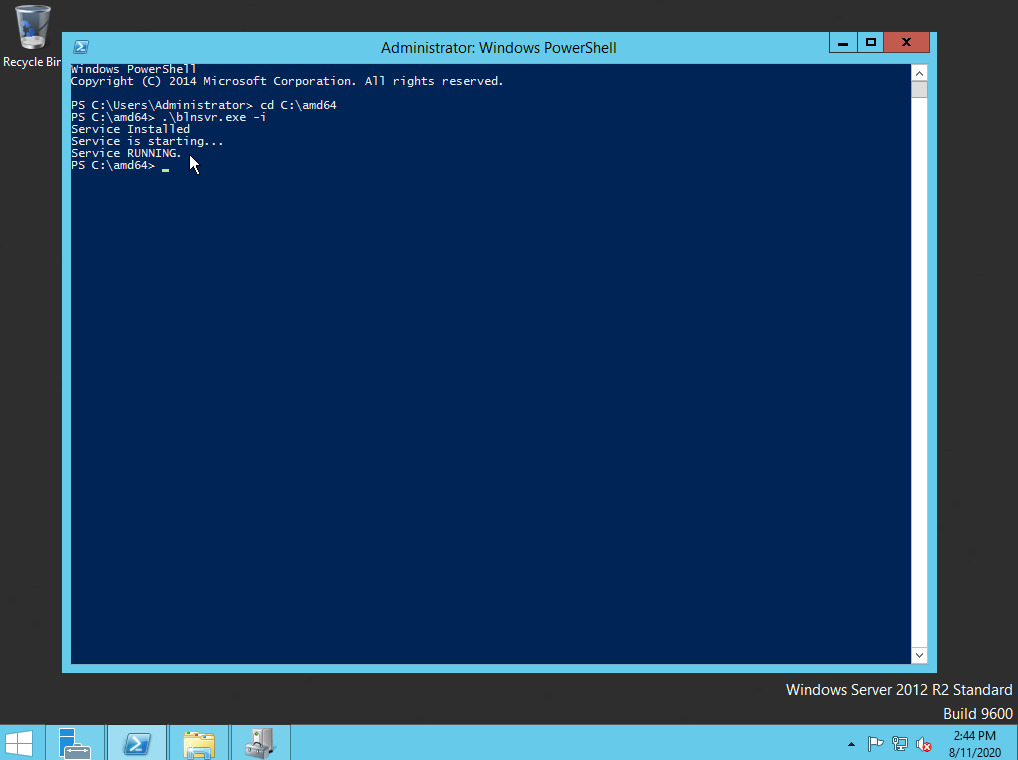 Recycle Bin
Administrator: Windows PowerShell
Windows PowerShell
Copyright (C) 2014 Microsoft Corporation. All rights reserved.
PS C:\Users\Administrator> cd C:\amd64
PS C:\amd64> .\blnsvr.exe -i
Service Installed
Service is starting...
Service RUNNING.
PS C:\amd64>
Windows Server 2012 R2 Standard
Build 9600
2:44 PM
8/11/2020